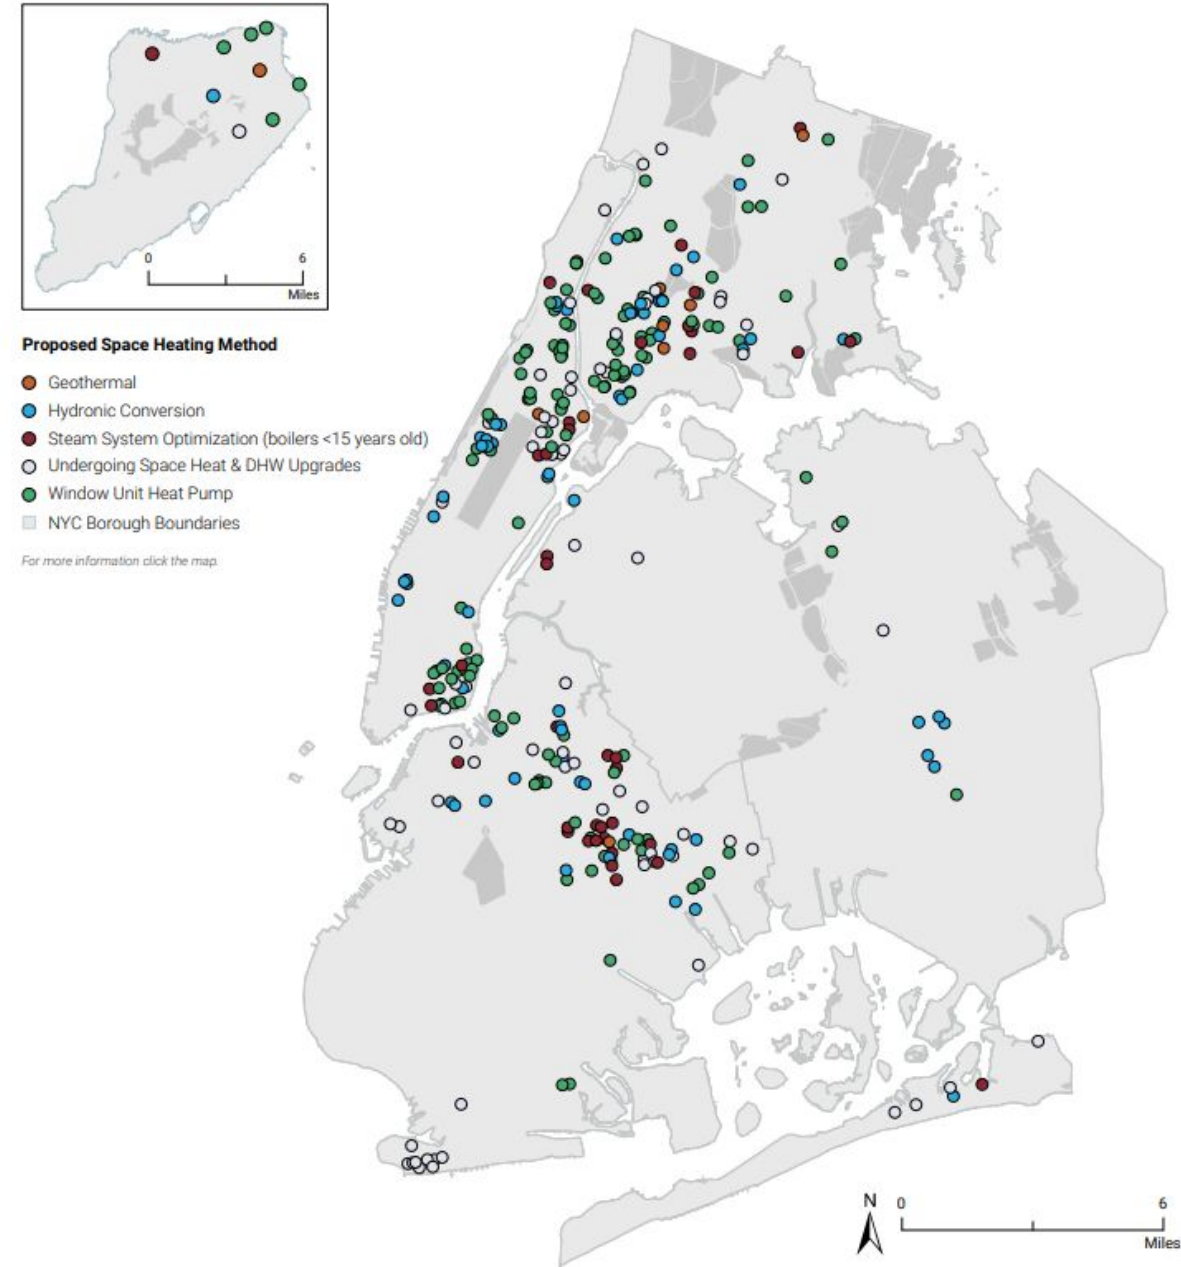 0
6
Miles
Proposed Space Heating Method
Geothermal
Hydronic Conversion
Steam System Optimization (boilers <15 years old)
Undergoing Space Heat & DHW Upgrades
Window Unit Heat Pump
NYC Borough Boundaries
For more information click the map.
N
0
6
Miles